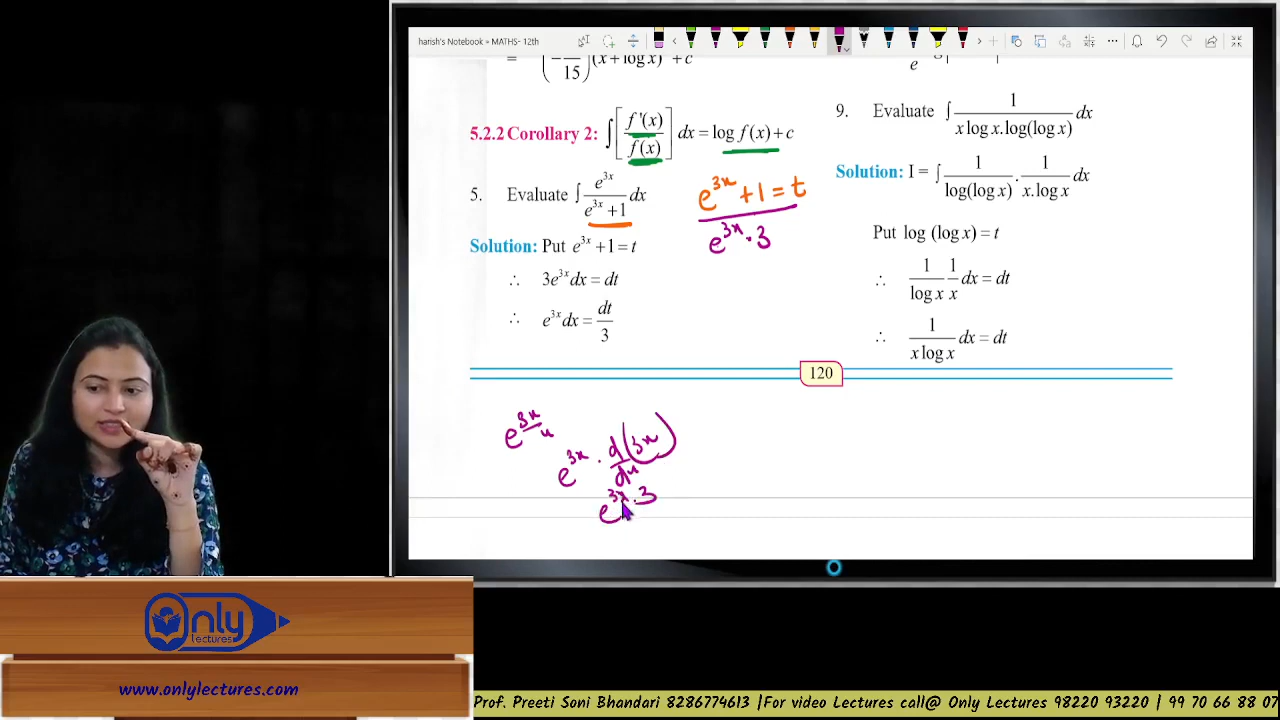 harish's Notebook » MATHS- 12th
= (− — 15) (x + log x) + c
e
5.2.2 Corollary 2: ∫ [f '(x) / f(x)] dx = log f(x) + c
5. Evaluate ∫ e^{3x} / (e^{3x} + 1) dx
e^{3x} + 1 = t
e^{3x} . 3
Solution: Put e^{3x} + 1 = t
∴ 3e^{3x} dx = dt
∴ e^{3x} dx = dt / 3
9. Evaluate ∫ 1 / (x log x . log (log x)) dx
Solution: I = ∫ 1 / (log (log x)) . 1 / (x. log x) dx
Put log (log x) = t
∴ 1 / (log x) 1 / x dx = dt
∴ 1 / (x log x) dx = dt
120
e^{3x}
x
e^{3x} . d/dx (3x)
e^{3x} . 3
Only
lectures
www.onlylectures.com
Prof. Preeti Soni Bhandari 8286774613 | For video Lectures call@ Only Lectures 98220 93220 | 99 70 66 88 07